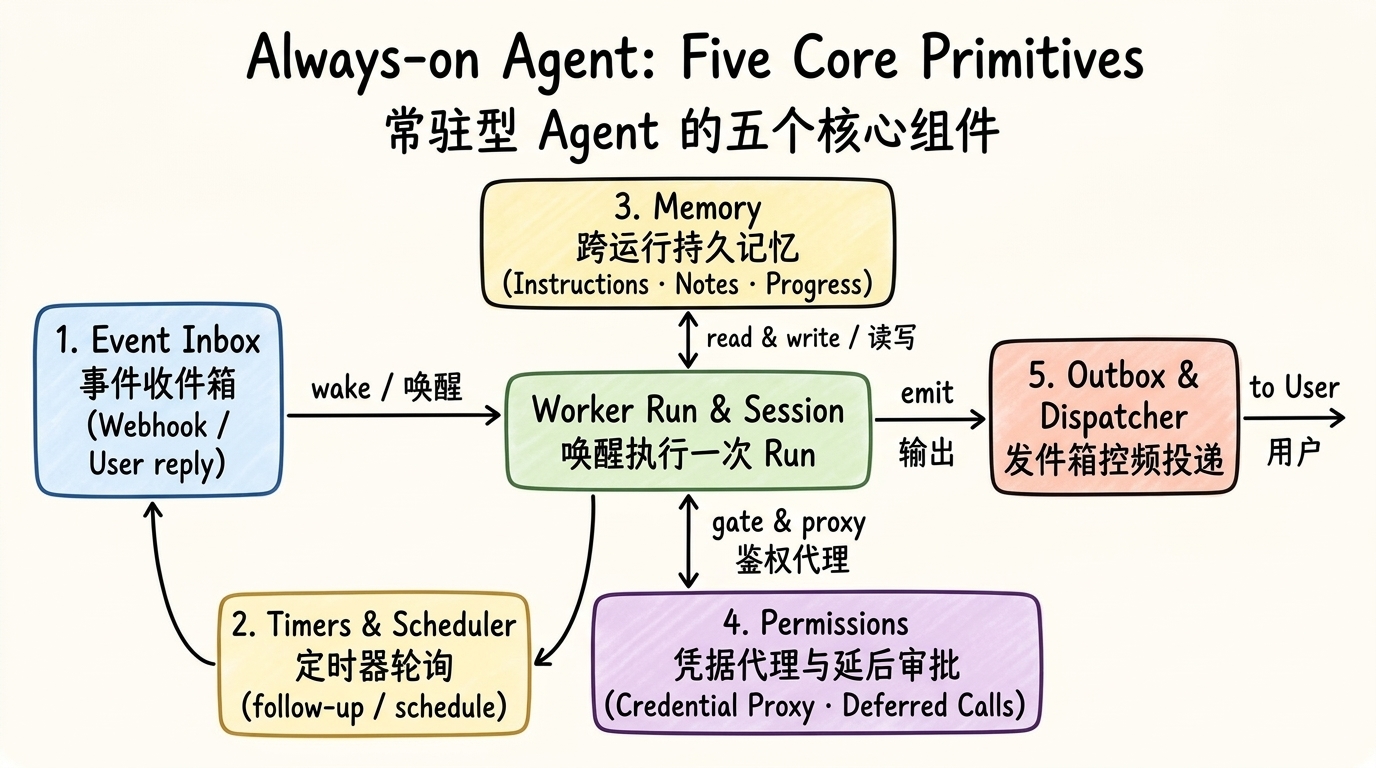 Always-on Agent: Five Core Primitives
常驻型 Agent 的五个核心组件
3. Memory
跨运行持久记忆
(Instructions · Notes · Progress)
read & write / 读写
1. Event Inbox
事件收件箱
(Webhook /
User reply)
wake / 唤醒
Worker Run & Session
唤醒执行一次 Run
emit
输出
5. Outbox &
Dispatcher
发件箱控频投递
to User
用户
gate & proxy
鉴权代理
2. Timers & Scheduler
定时器轮询
(follow-up / schedule)
4. Permissions
凭据代理与延后审批
(Credential Proxy · Deferred Calls)